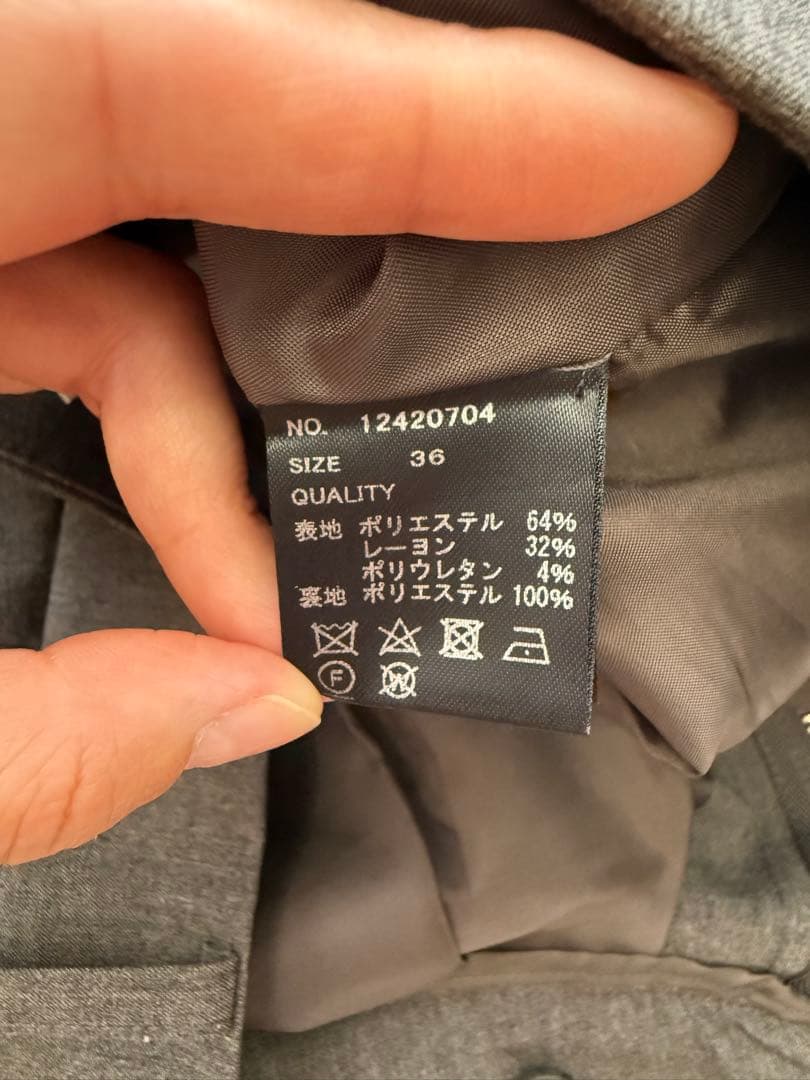 NO. 12420704
SIZE 36
QUALITY
表地 ポリエステル 64%
レーヨン 32%
ポリウレタン 4%
裏地 ポリエステル 100%
F W